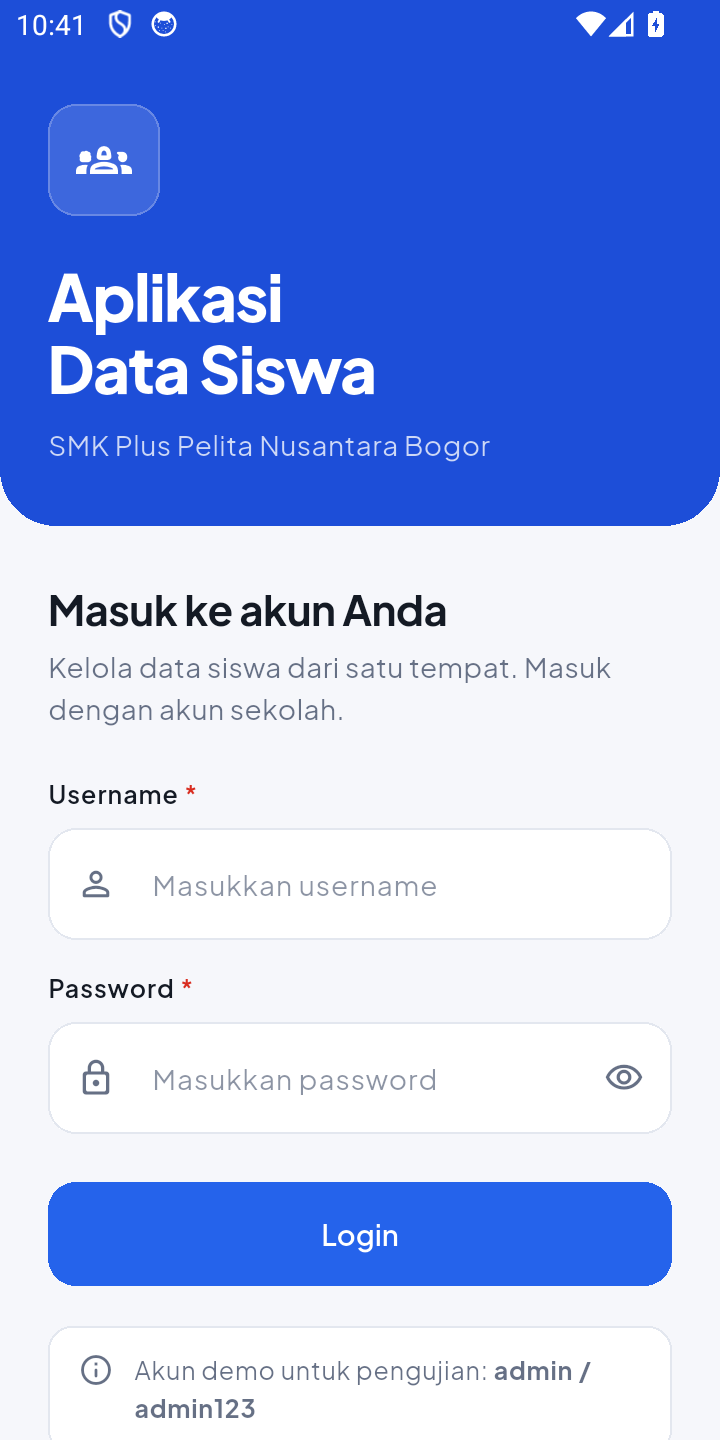 10:41
Aplikasi
Data Siswa
SMK Plus Pelita Nusantara Bogor
Masuk ke akun Anda
Kelola data siswa dari satu tempat. Masuk
dengan akun sekolah.
Username *
Masukkan username
Password *
Masukkan password
Login
Akun demo untuk pengujian: admin /
admin123